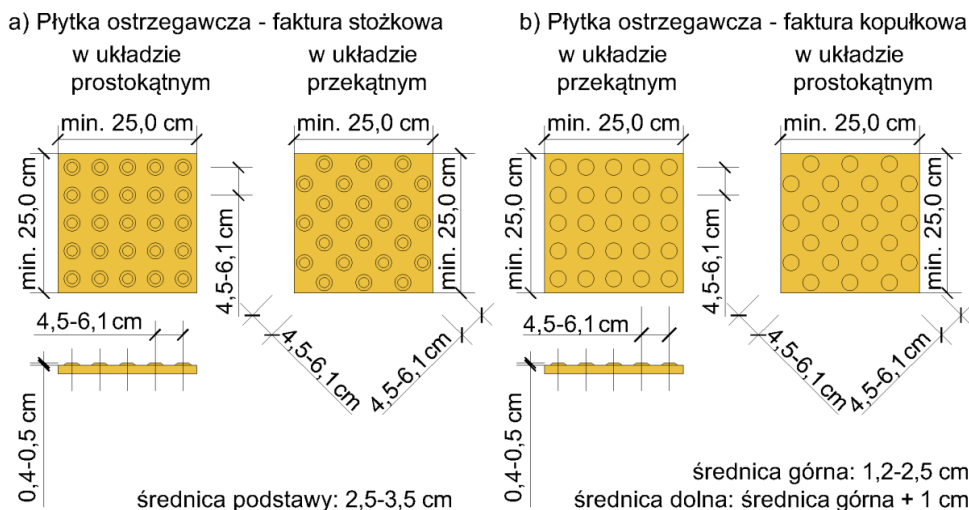 a) Płytka ostrzegawcza - faktura stożkowa
w układzie
prostokątnym
w układzie
przekątnym
min. 25,0 cm
min. 25,0 cm
min. 25,0 cm
min. 25,0 cm
4,5-6,1 cm
4,5-6,1 cm
4,5-6,1 cm
4,5-6,1 cm
0,4-0,5 cm
średnica podstawy: 2,5-3,5 cm
b) Płytka ostrzegawcza - faktura kopułkowa
w układzie
przekątnym
w układzie
prostokątnym
min. 25,0 cm
min. 25,0 cm
min. 25,0 cm
min. 25,0 cm
4,5-6,1 cm
4,5-6,1 cm
4,5-6,1 cm
4,5-6,1 cm
0,4-0,5 cm
średnica górna: 1,2-2,5 cm
średnica dolna: średnica górna + 1 cm